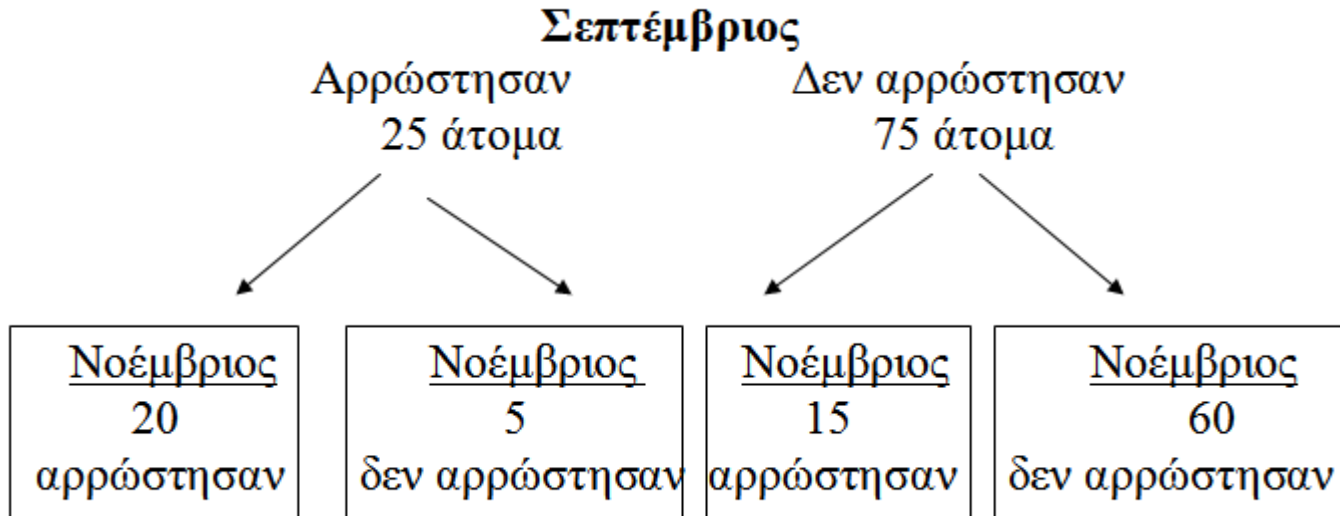 Σεπτέμβριος
Αρρώστησαν
25 άτομα
Δεν αρρώστησαν
75 άτομα
Νοέμβριος
20
αρρώστησαν
Νοέμβριος
5
δεν αρρώστησαν
Νοέμβριος
15
αρρώστησαν
Νοέμβριος
60
δεν αρρώστησαν